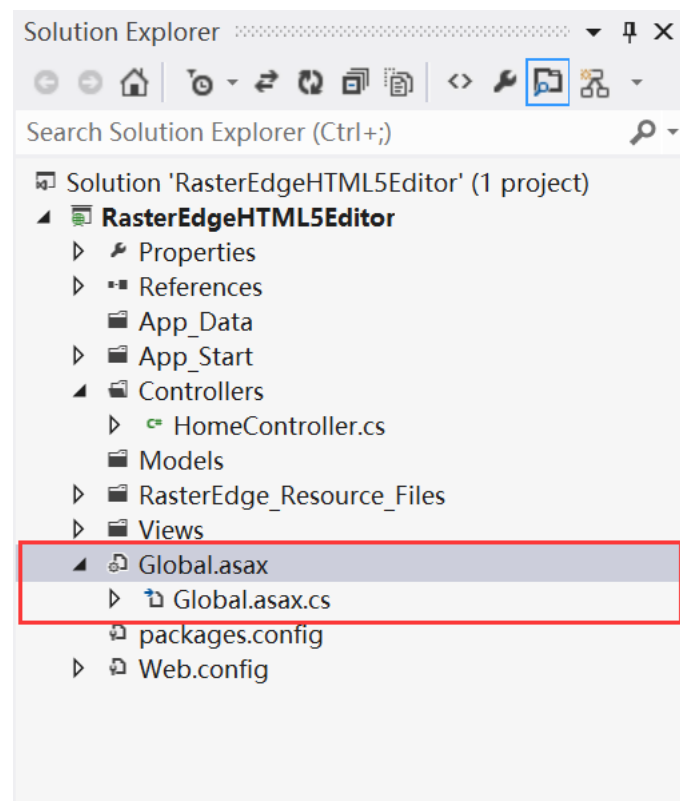 Solution Explorer
Search Solution Explorer (Ctrl+;)
Solution 'RasterEdgeHTML5Editor' (1 project)
RasterEdgeHTML5Editor
Properties
References
App_Data
App_Start
Controllers
C# HomeController.cs
Models
RasterEdge_Resource_Files
Views
Global.asax
Global.asax.cs
packages.config
Web.config